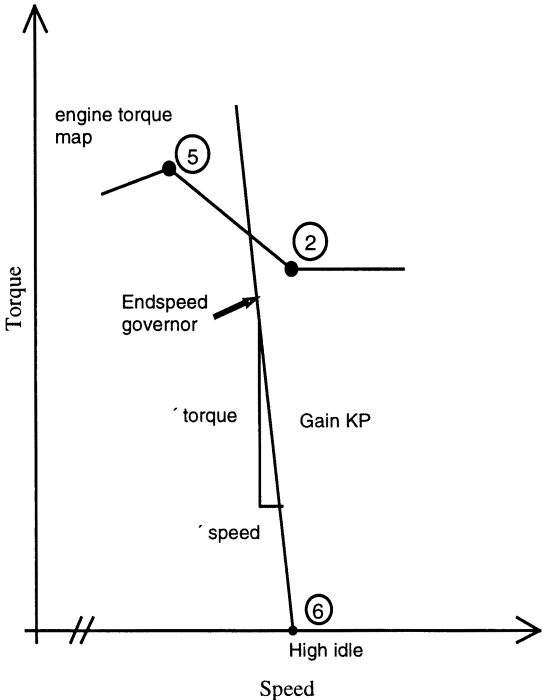 engine torque
map
5
2
Torque
Endspeed
governor
´ torque
Gain KP
´ speed
6
High idle
Speed